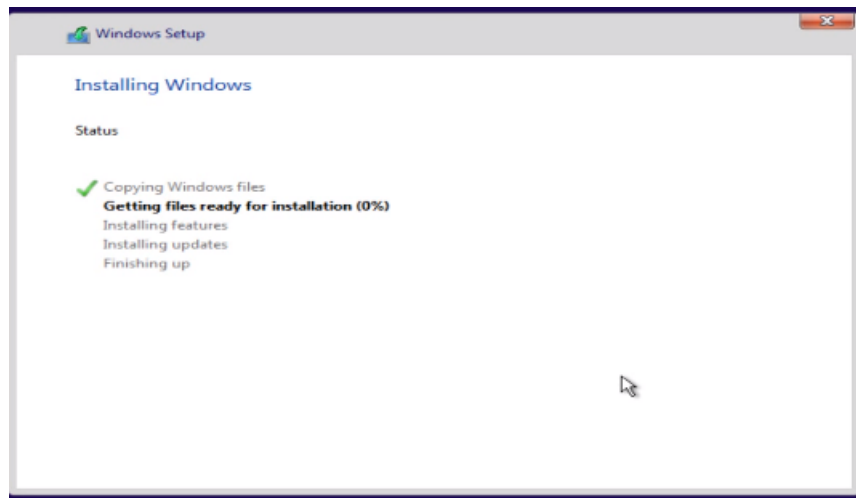 Windows Setup
Installing Windows
Status
Copying Windows files
Getting files ready for installation (0%)
Installing features
Installing updates
Finishing up